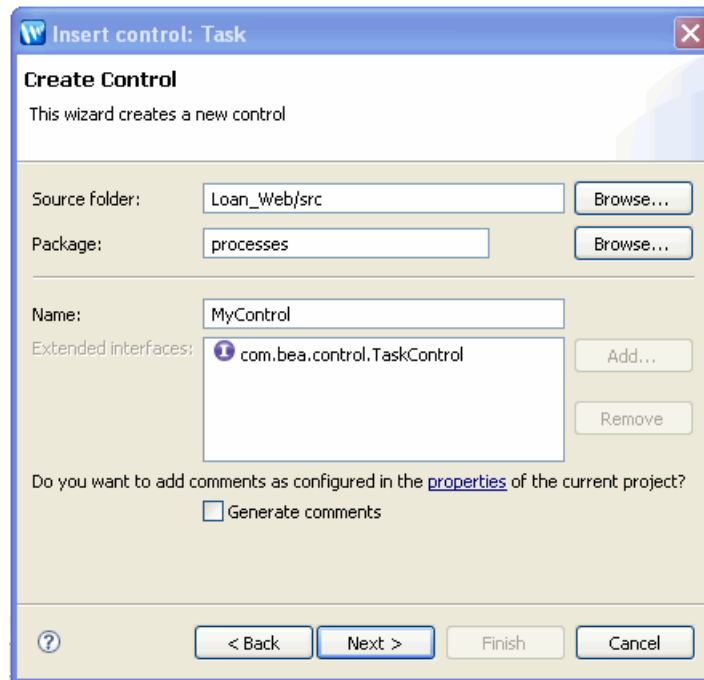 Insert control: Task
Create Control
This wizard creates a new control
Source folder: Loan_Web/src Browse...
Package: processes Browse...
Name: MyControl
Extended interfaces: com.bea.control.TaskControl Add...
Remove
Do you want to add comments as configured in the properties of the current project?
Generate comments
< Back Next > Finish Cancel